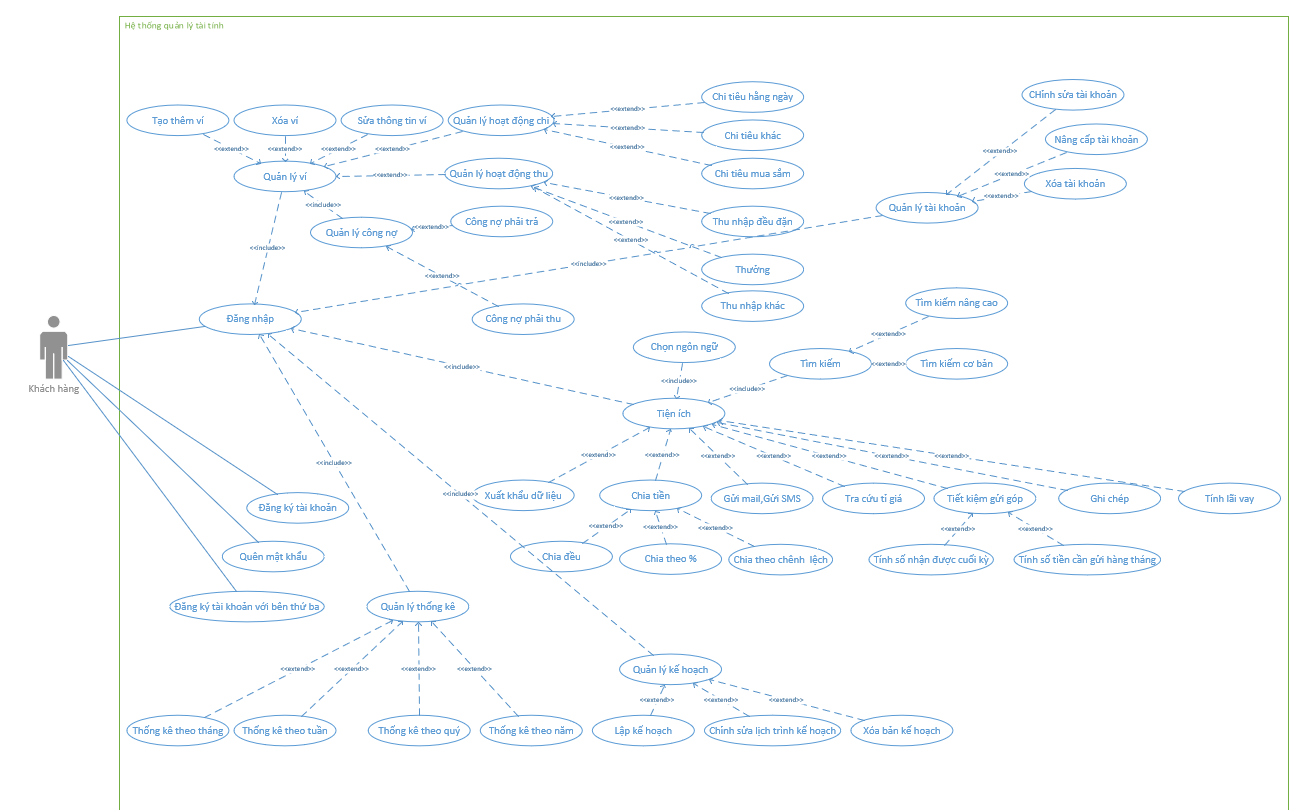 Hệ thống quản lý tài tính
CHỉnh sửa tài khoản
Chi tiêu hằng ngày
<<extend>>
Tạo thêm ví
Xóa ví
Sửa thông tin ví
Quản lý hoạt động chi
<<extend>>
Chi tiêu khác
Nâng cấp tài khoản
<<extend>>
<<extend>>
<<extend>>
<<extend>>
<<extend>>
<<extend>>
Quản lý ví
<<extend>>
Quản lý hoạt động thu
Chi tiêu mua sắm
<<extend>>
Xóa tài khoản
<<extend>>
<<extend>>
<<include>>
Quản lý tài khoản
Quản lý công nợ
<<extend>>
Công nợ phải trả
<<extend>>
Thu nhập đều đặn
<<extend>>
<<include>>
<<include>>
Thưởng
<<extend>>
Tìm kiếm nâng cao
Thu nhập khác
Đăng nhập
Công nợ phải thu
<<extend>>
Chọn ngôn ngữ
Tìm kiếm
<<extend>>
Tìm kiếm cơ bản
<<include>>
<<include>>
<<include>>
Khách hàng
Tiện ích
<<extend>>
<<extend>>
<<extend>>
<<extend>>
<<extend>>
<<extend>>
<<extend>>
<<include>>
<<include>>
Xuất khẩu dữ liệu
Chia tiền
Gửi mail,Gửi SMS
Tra cứu tỉ giá
Tiết kiệm gửi góp
Ghi chép
Tính lãi vay
Đăng ký tài khoản
<<extend>>
<<extend>>
<<extend>>
<<extend>>
<<extend>>
Quên mật khẩu
Chia đều
Chia theo %
Chia theo chênh lệch
Tính số nhận được cuối kỳ
Tính số tiền cần gửi hàng tháng
Đăng ký tài khoản với bên thứ ba
Quản lý thống kê
<<extend>>
<<extend>>
<<extend>>
<<extend>>
Quản lý kế hoạch
<<extend>>
<<extend>>
<<extend>>
Thống kê theo tháng
Thống kê theo tuần
Thống kê theo quý
Thống kê theo năm
Lập kế hoạch
Chỉnh sửa lịch trình kế hoạch
Xóa bản kế hoạch